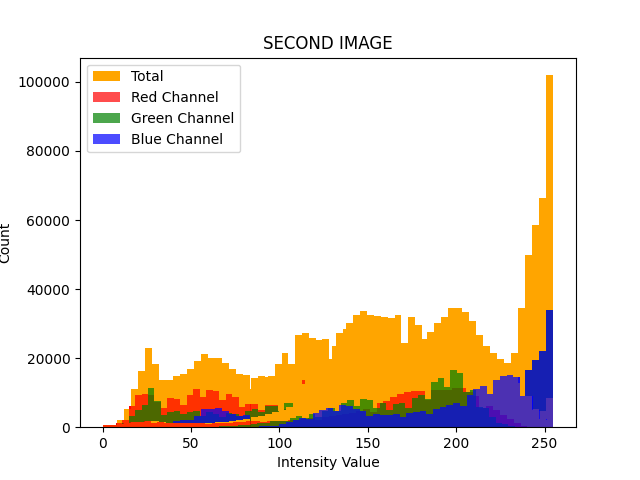 SECOND IMAGE
Total
Red Channel
Green Channel
Blue Channel
100000
80000
60000
40000
20000
0
Count
0 50 100 150 200 250
Intensity Value